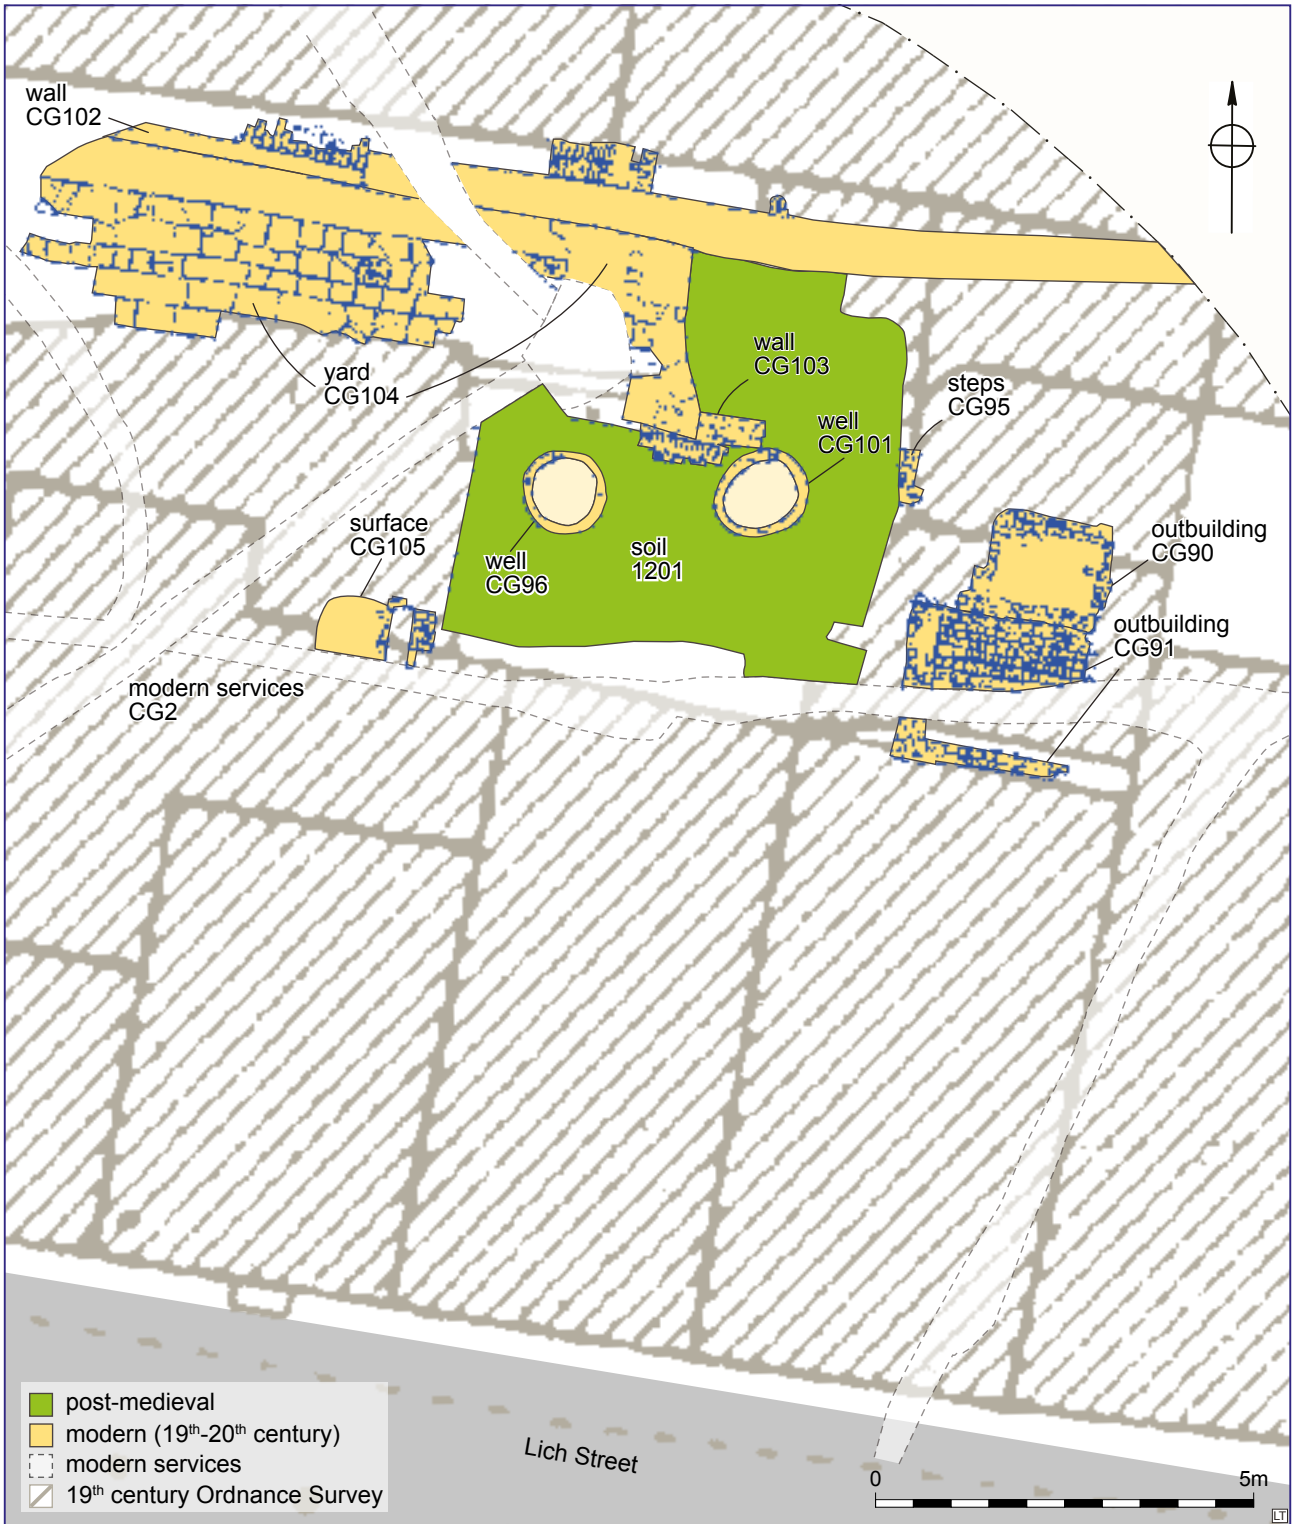 wall
CG102
wall
CG103
yard
CG104
steps
CG95
well
CG101
surface
CG105
outbuilding
CG90
soil
1201
well
CG96
outbuilding
CG91
modern services
CG2
post-medieval
modern (19th-20th century)
modern services
19th century Ordnance Survey
Lich Street
0 5m
LT